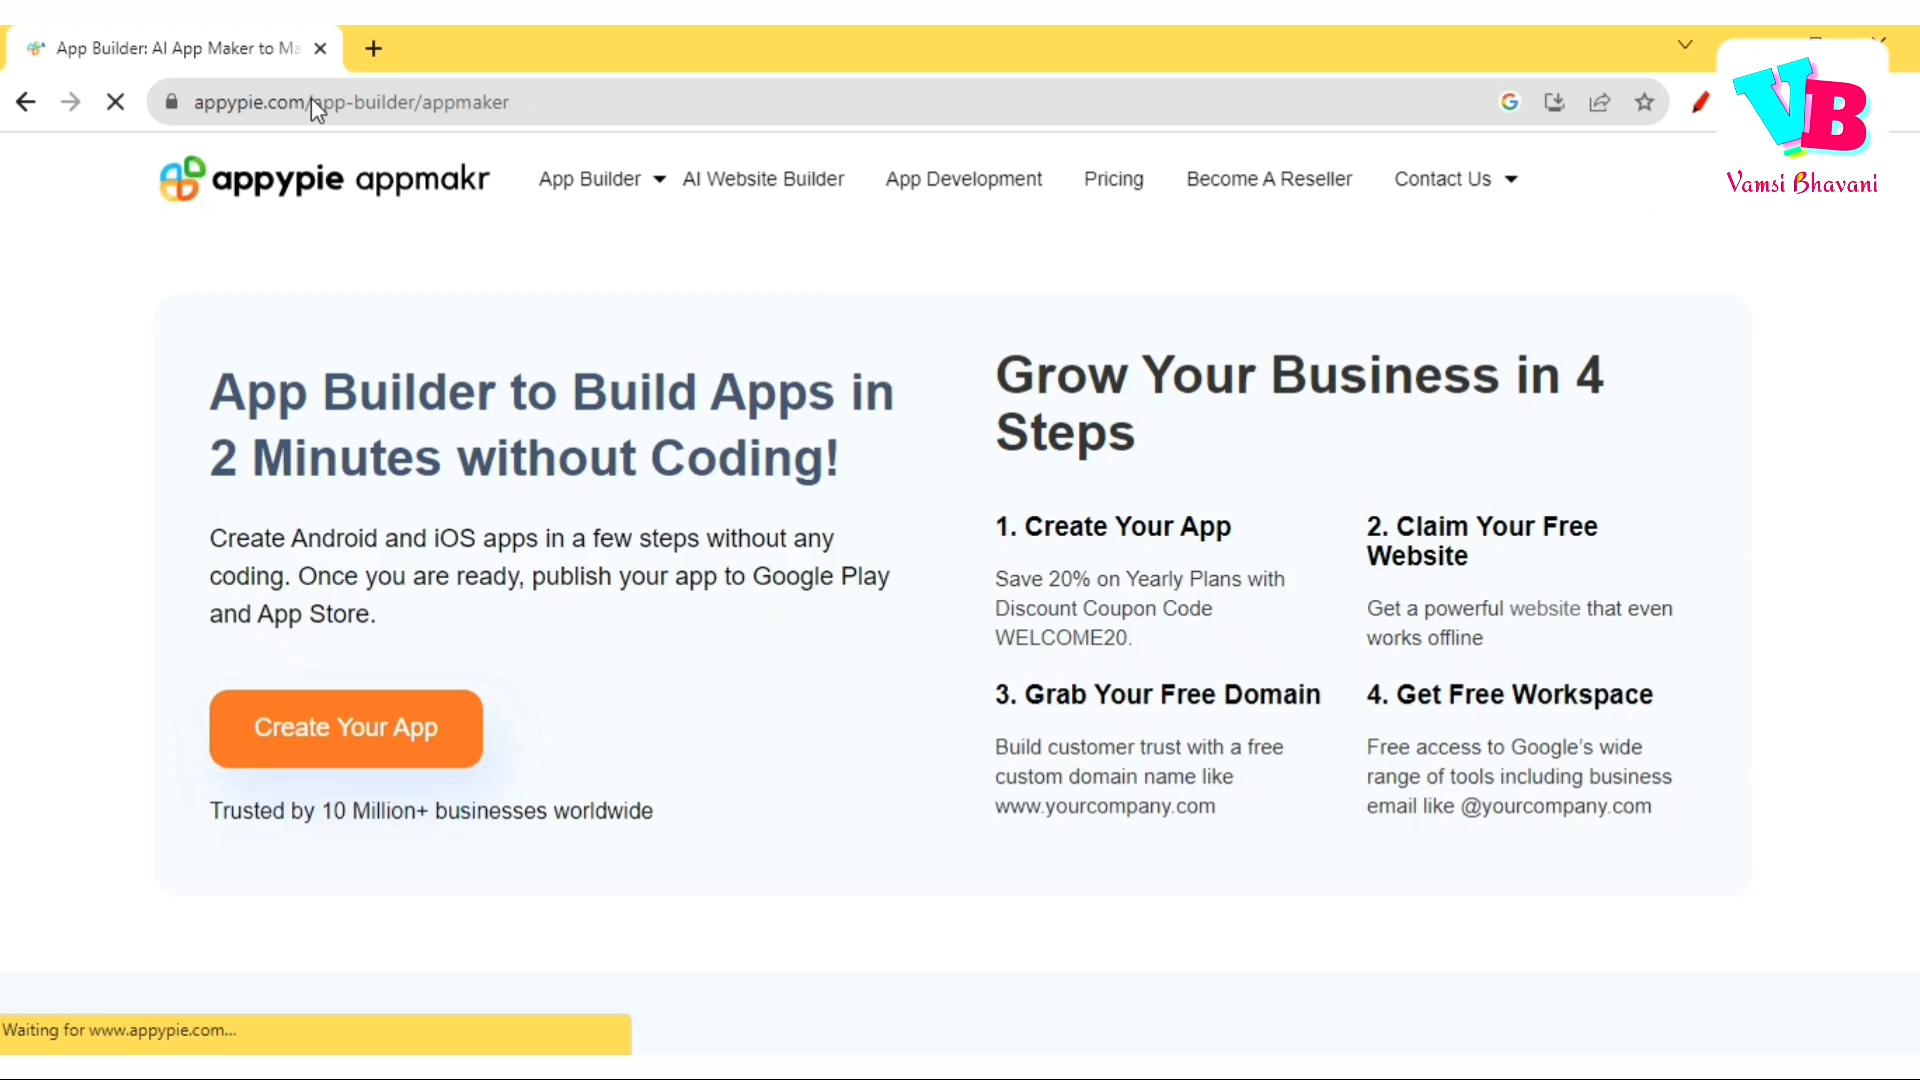 App Builder: AI App Maker to Ma
appypie.com/app-builder/appmaker
VB
Vamsi Bhavani
appypie appmakr
App Builder
AI Website Builder
App Development
Pricing
Become A Reseller
Contact Us
App Builder to Build Apps in
2 Minutes without Coding!
Create Android and iOS apps in a few steps without any
coding. Once you are ready, publish your app to Google Play
and App Store.
Create Your App
Trusted by 10 Million+ businesses worldwide
Grow Your Business in 4
Steps
1. Create Your App
Save 20% on Yearly Plans with
Discount Coupon Code
WELCOME20.
2. Claim Your Free
Website
Get a powerful website that even
works offline
3. Grab Your Free Domain
Build customer trust with a free
custom domain name like
www.yourcompany.com
4. Get Free Workspace
Free access to Google's wide
range of tools including business
email like @yourcompany.com
Waiting for www.appypie.com...